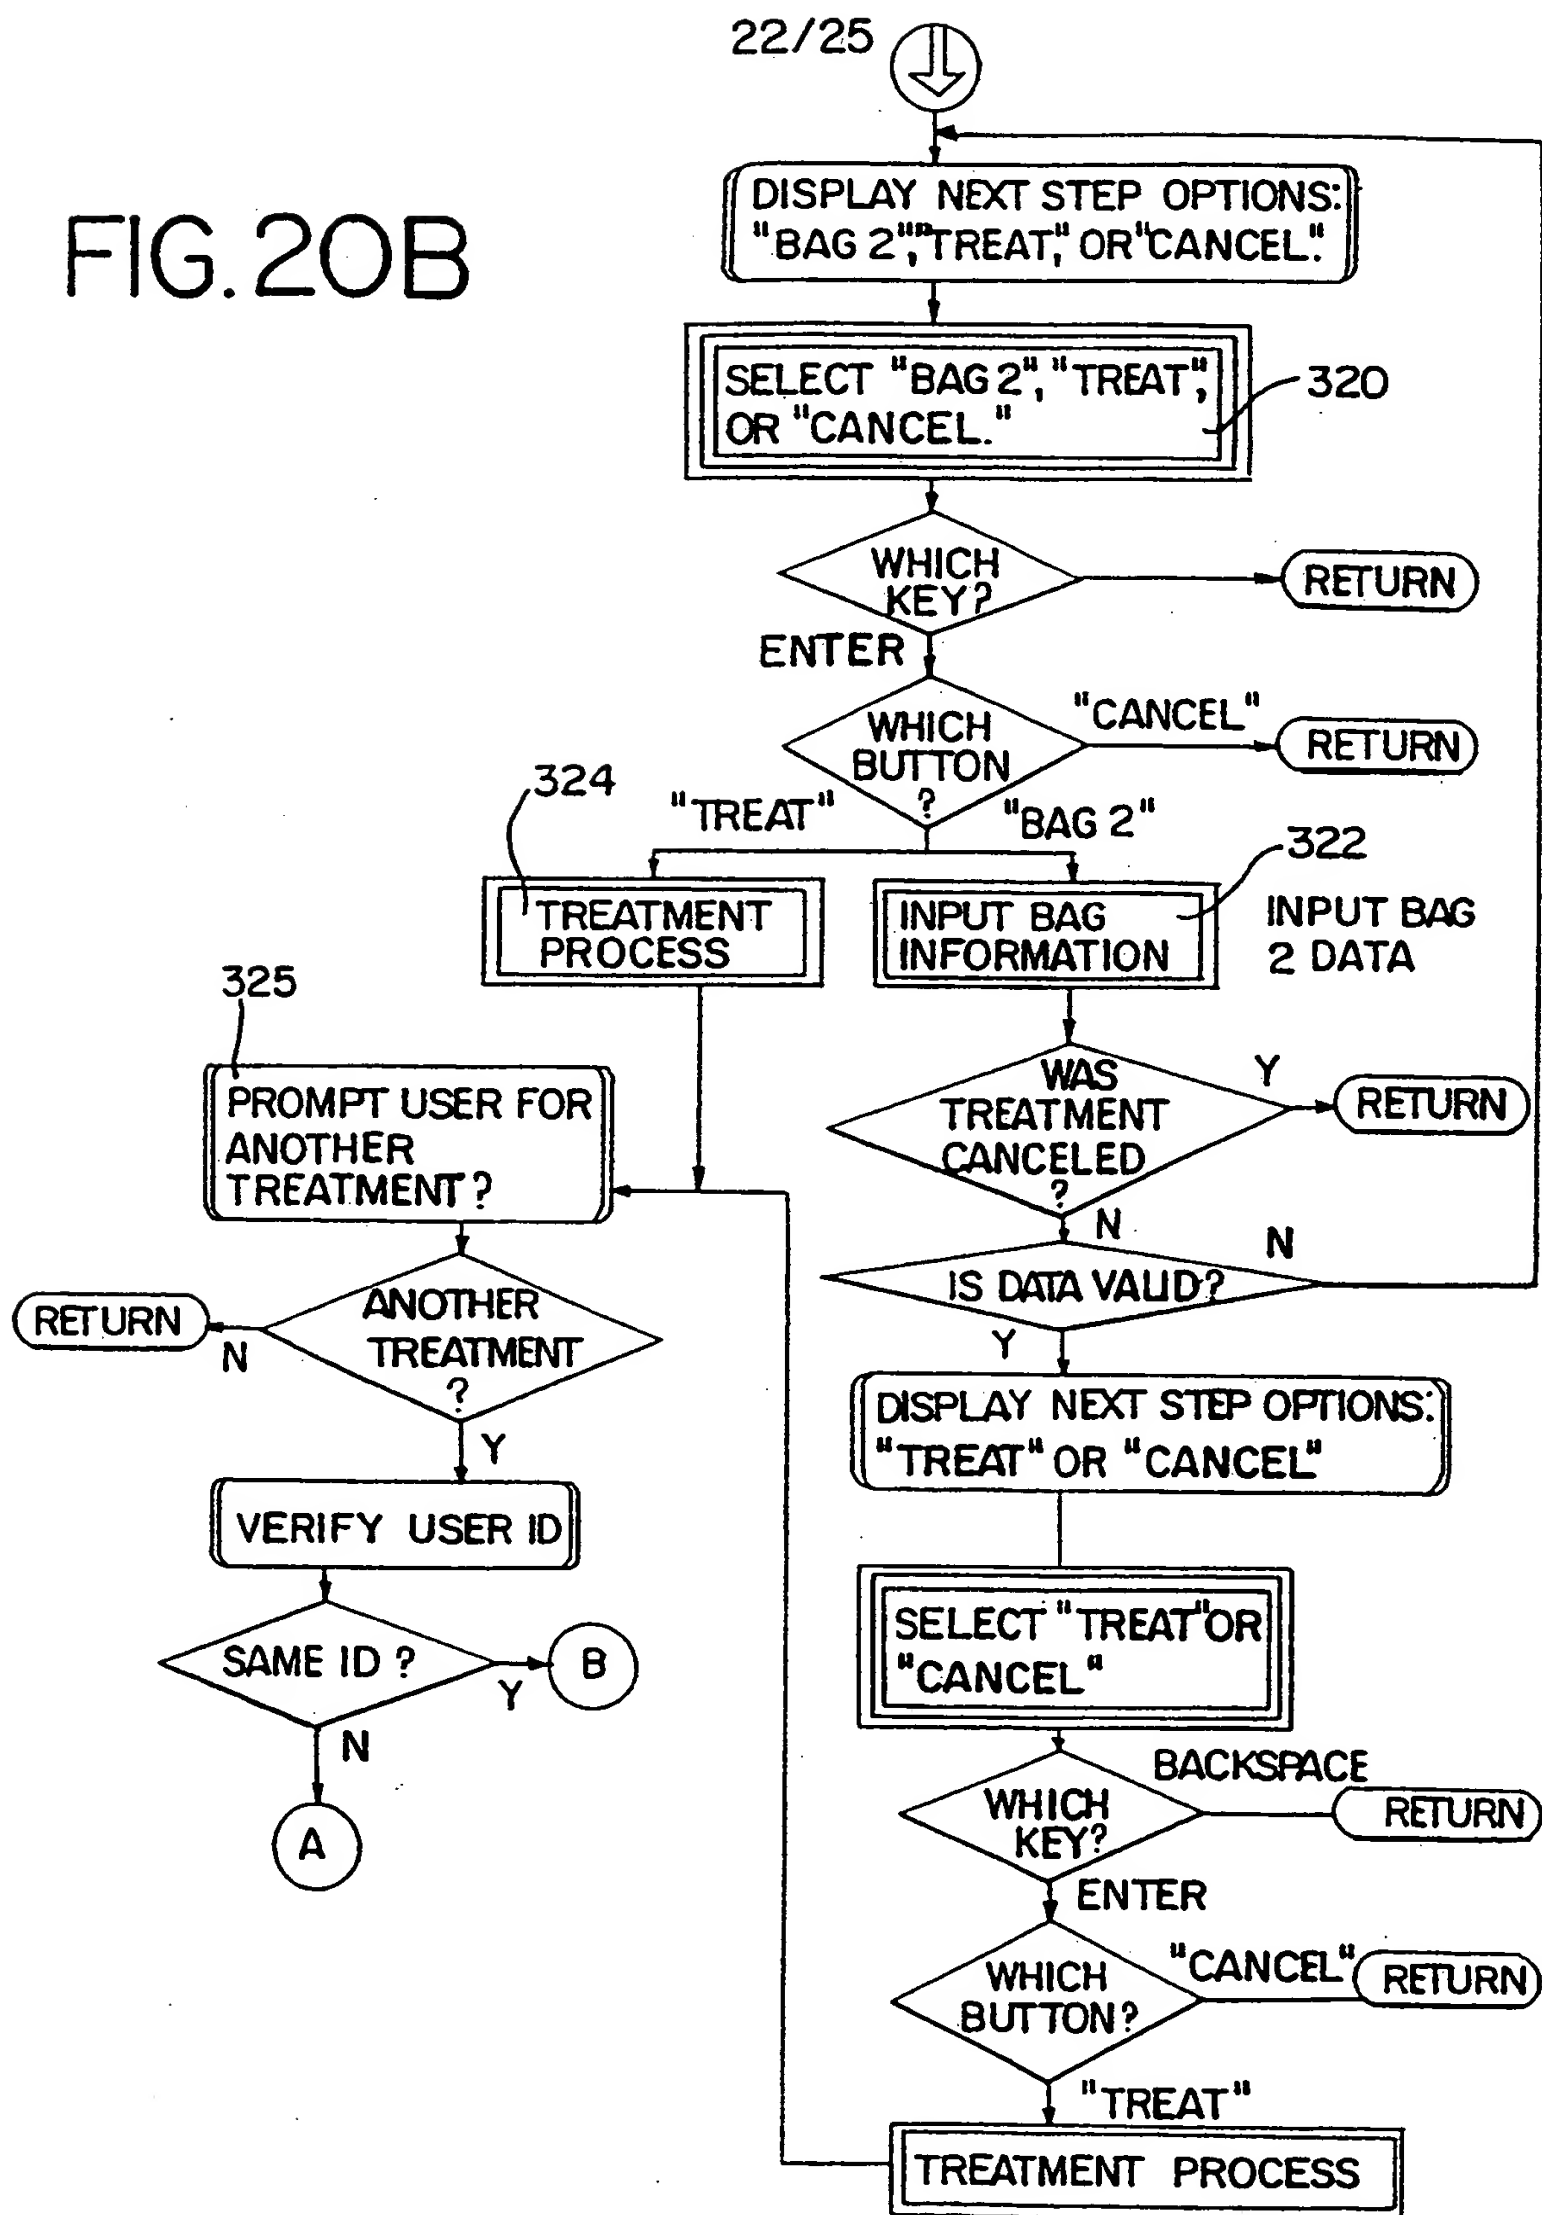 22/25
FIG. 20B
DISPLAY NEXT STEP OPTIONS:
"BAG 2","TREAT," OR "CANCEL."
SELECT "BAG 2", "TREAT",
OR "CANCEL."
320
WHICH
KEY?
RETURN
ENTER
WHICH
BUTTON
?
"CANCEL"
RETURN
324
"TREAT"
"BAG 2"
322
TREATMENT
PROCESS
INPUT BAG
INFORMATION
INPUT BAG
2 DATA
325
PROMPT USER FOR
ANOTHER
TREATMENT?
WAS
TREATMENT
CANCELED
?
Y
RETURN
N
IS DATA VALID?
N
Y
RETURN
N
ANOTHER
TREATMENT
?
Y
DISPLAY NEXT STEP OPTIONS:
"TREAT" OR "CANCEL"
VERIFY USER ID
SAME ID ?
Y
B
N
A
SELECT "TREAT" OR
"CANCEL"
WHICH
KEY?
BACKSPACE
RETURN
ENTER
WHICH
BUTTON?
"CANCEL"
RETURN
"TREAT"
TREATMENT PROCESS